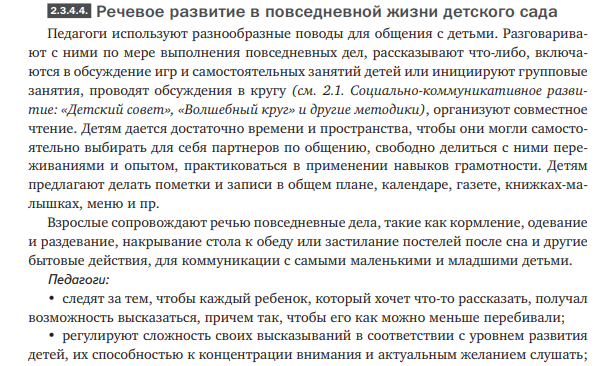 2.3.4.4. Речевое развитие в повседневной жизни детского сада
Педагоги используют разнообразные поводы для общения с детьми. Разговарива-
ют с ними по мере выполнения повседневных дел, рассказывают что-либо, включа-
ются в обсуждение игр и самостоятельных занятий детей или инициируют групповые
занятия, проводят обсуждения в кругу (см. 2.1. Социально-коммуникативное разви-
тие: «Детский совет», «Волшебный круг» и другие методики), организуют совместное
чтение. Детям дается достаточно времени и пространства, чтобы они могли самосто-
ятельно выбирать для себя партнеров по общению, свободно делиться с ними пере-
живаниями и опытом, практиковаться в применении навыков грамотности. Детям
предлагают делать пометки и записи в общем плане, календаре, газете, книжках-ма-
лышках, меню и пр.
Взрослые сопровождают речью повседневные дела, такие как кормление, одевание
и раздевание, накрывание стола к обеду или застилание постелей после сна и другие
бытовые действия, для коммуникации с самыми маленькими и младшими детьми.
Педагоги:
• следят за тем, чтобы каждый ребенок, который хочет что-то рассказать, получал
возможность высказаться, причем так, чтобы его как можно меньше перебивали;
• регулируют сложность своих высказываний в соответствии с уровнем развития
детей, их способностью к концентрации внимания и актуальным желанием слушать;